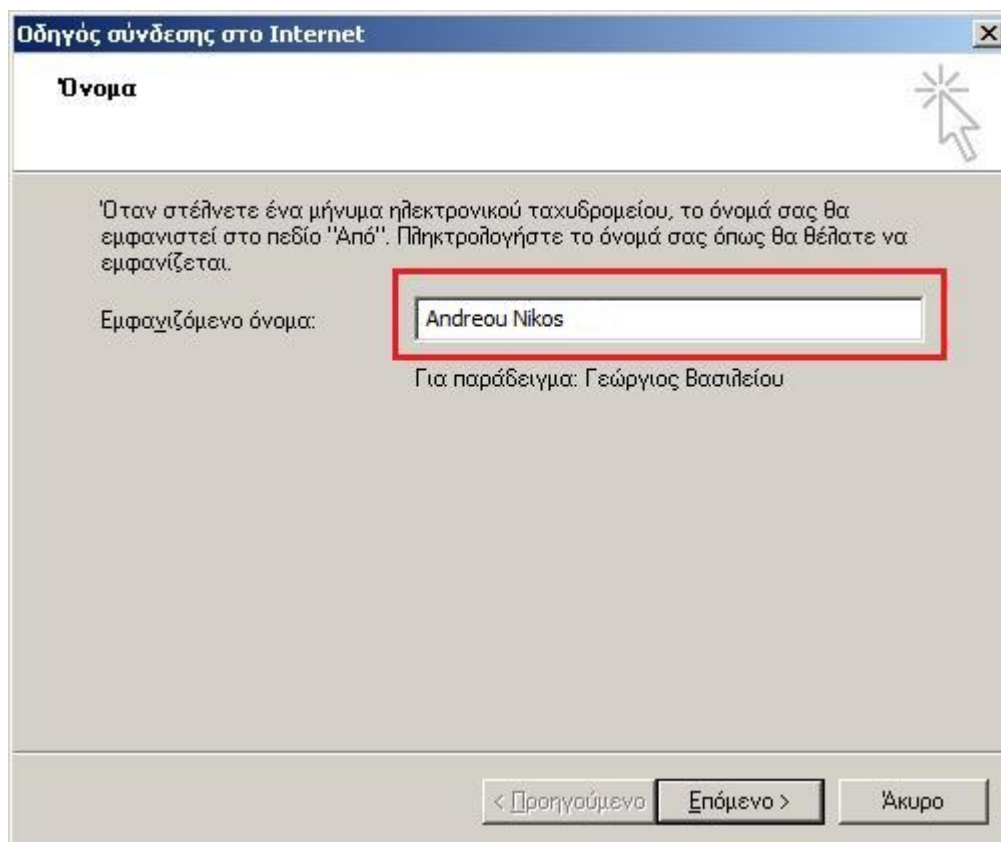 Οδηγός σύνδεσης στο Internet
Όνομα
Όταν στέλνετε ένα μήνυμα ηλεκτρονικού ταχυδρομείου, το όνομά σας θα
εμφανιστεί στο πεδίο "Από". Πληκτρολογήστε το όνομά σας όπως θα θέλατε να
εμφανίζεται.
Εμφανιζόμενο όνομα: Andreou Nikos
Για παράδειγμα: Γεώργιος Βασιλείου
< Προηγούμενο Επόμενο > Άκυρο